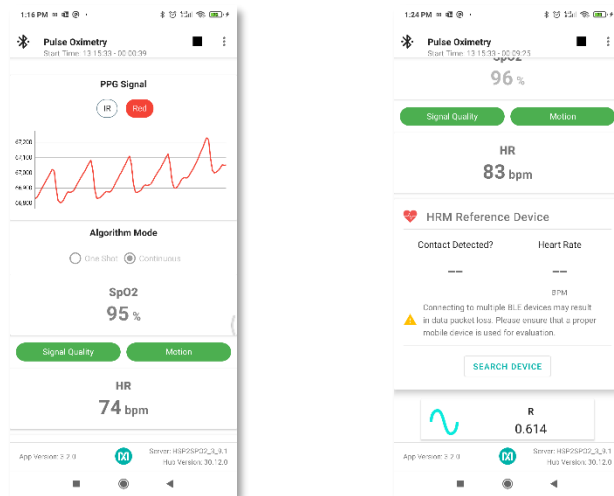 1:16 PM
Pulse Oximetry
Start Time: 13:15:33 - 00:00:39
PPG Signal
IR
Red
67,200
67,100
67,000
66,900
66,800
Algorithm Mode
One Shot
Continuous
SpO2
95 %
Signal Quality
Motion
HR
74 bpm
App Version: 3.2.0
Server: HSP2SPO2_3_9.1
Hub Version: 30.12.0
1:24 PM
Pulse Oximetry
Start Time: 13:15:33 - 00:09:25
SpO2
96 %
Signal Quality
Motion
HR
83 bpm
HRM Reference Device
Contact Detected?
Heart Rate
--
--
BPM
Connecting to multiple BLE devices may result
in data packet loss. Please ensure that a proper
mobile device is used for evaluation.
SEARCH DEVICE
R
0.614
App Version: 3.2.0
Server: HSP2SPO2_3_9.1
Hub Version: 30.12.0